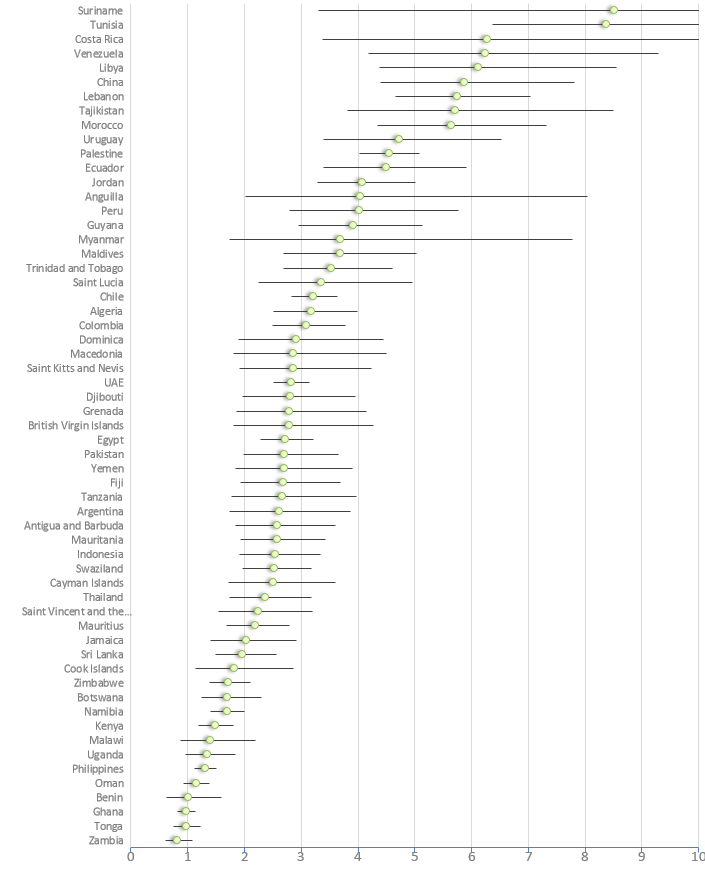 Suriname
Tunisia
Costa Rica
Venezuela
Libya
China
Lebanon
Tajikistan
Morocco
Uruguay
Palestine
Ecuador
Jordan
Anguilla
Peru
Guyana
Myanmar
Maldives
Trinidad and Tobago
Saint Lucia
Chile
Algeria
Colombia
Dominica
Macedonia
Saint Kitts and Nevis
UAE
Djibouti
Grenada
British Virgin Islands
Egypt
Pakistan
Yemen
Fiji
Tanzania
Argentina
Antigua and Barbuda
Mauritania
Indonesia
Swaziland
Cayman Islands
Thailand
Saint Vincent and the...
Mauritius
Jamaica
Sri Lanka
Cook Islands
Zimbabwe
Botswana
Namibia
Kenya
Malawi
Uganda
Philippines
Oman
Benin
Ghana
Tonga
Zambia
0 1 2 3 4 5 6 7 8 9 10